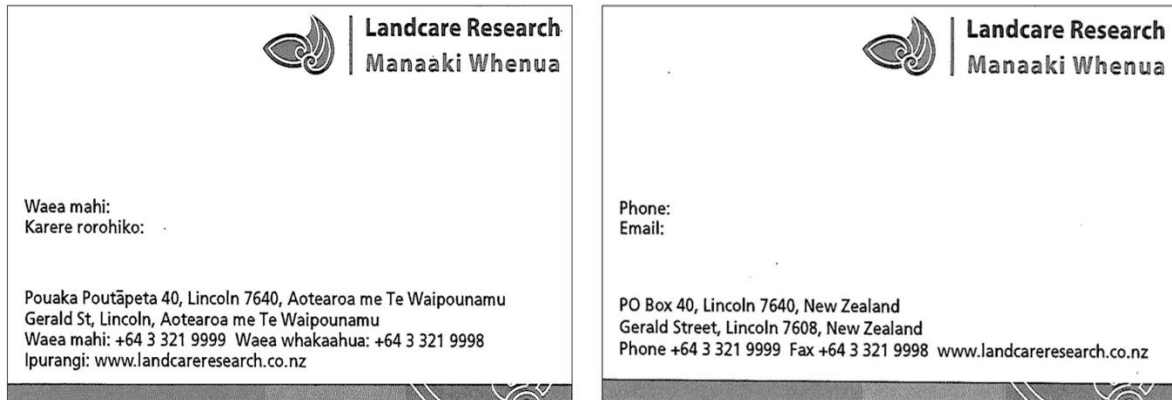 Landcare Research
Manaaki Whenua
Waea mahi:
Karere rorohiko:
Pouaka Poutāpeta 40, Lincoln 7640, Aotearoa me Te Waipounamu
Gerald St, Lincoln, Aotearoa me Te Waipounamu
Waea mahi: +64 3 321 9999 Waea whakaahua: +64 3 321 9998
Ipurangi: www.landcareresearch.co.nz
Landcare Research
Manaaki Whenua
Phone:
Email:
PO Box 40, Lincoln 7640, New Zealand
Gerald Street, Lincoln 7608, New Zealand
Phone +64 3 321 9999 Fax +64 3 321 9998 www.landcareresearch.co.nz